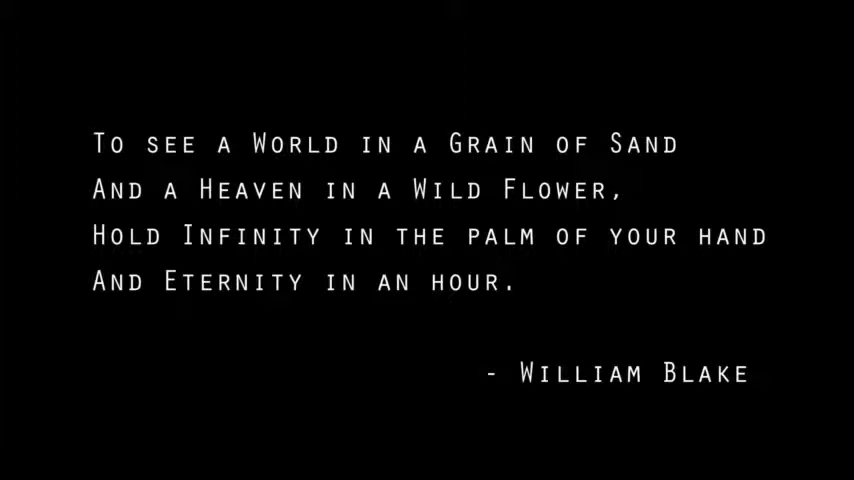 To see a World in a Grain of Sand
And a Heaven in a Wild Flower,
Hold Infinity in the palm of your hand
And Eternity in an hour.
- William Blake